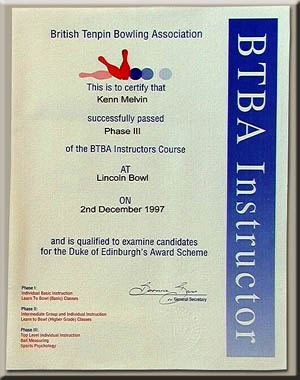 British Tenpin Bowling Association
This is to certify that
Kenn Melvin
successfully passed
Phase III
of the BTBA Instructors Course
AT
Lincoln Bowl
ON
2nd December 1997
and is qualified to examine candidates
for the Duke of Edinburgh's Award Scheme
General Secretary
Phase I:
Individual Basic Instruction
Learn To Bowl (Basic) Classes
Phase II:
Intermediate Group and Individual Instruction
Learn to Bowl (Higher Grade) Classes
Phase III:
Top Level Individual Instruction
Ball Measuring
Sports Psychology
BTBA Instructor